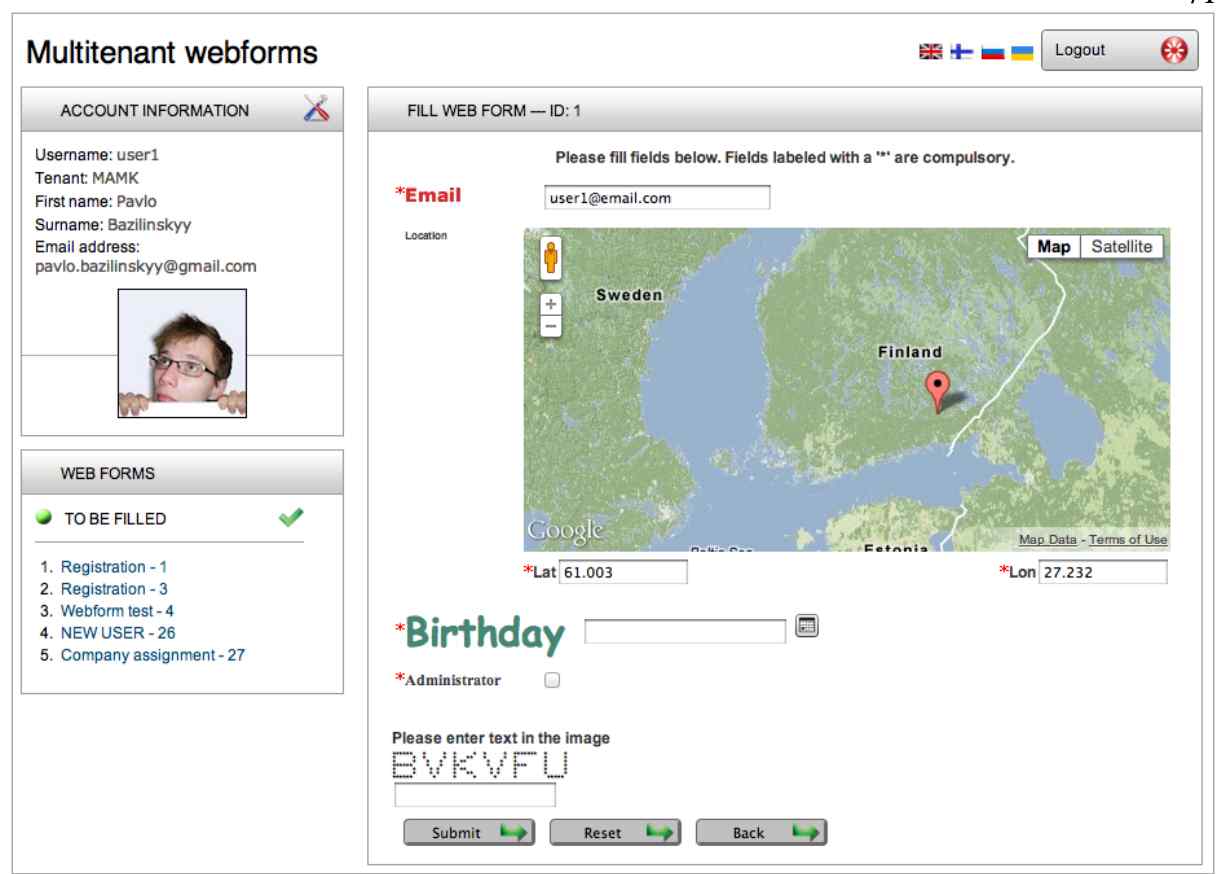 Multitenant webforms
Logout
ACCOUNT INFORMATION
Username: user1
Tenant: MAMK
First name: Pavlo
Surname: Bazilinskyy
Email address:
pavlo.bazilinskyy@gmail.com
WEB FORMS
TO BE FILLED
1. Registration - 1
2. Registration - 3
3. Webform test - 4
4. NEW USER - 26
5. Company assignment - 27
FILL WEB FORM — ID: 1
Please fill fields below. Fields labeled with a '*' are compulsory.
*Email user1@email.com
Location
Map Satellite
+
−
Sweden
Finland
Google
Baltic Sea
Estonia
Map Data - Terms of Use
*Lat 61.003 *Lon 27.232
*Birthday
*Administrator
Please enter text in the image
BVKVFU
Submit Reset Back